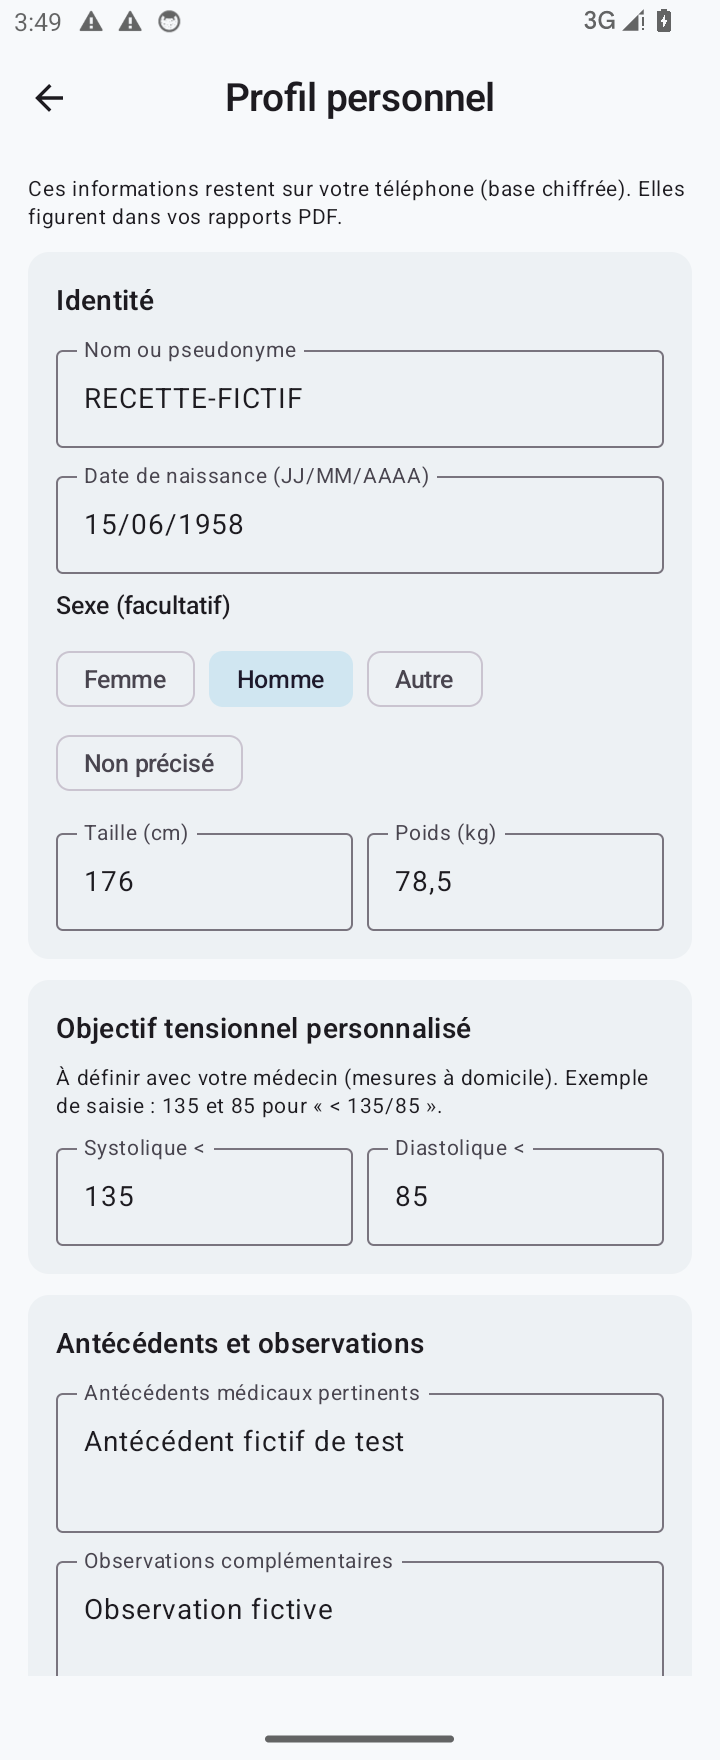 3:49 3G
Profil personnel
Ces informations restent sur votre téléphone (base chiffrée). Elles
figurent dans vos rapports PDF.
Identité
Nom ou pseudonyme
RECETTE-FICTIF
Date de naissance (JJ/MM/AAAA)
15/06/1958
Sexe (facultatif)
Femme Homme Autre
Non précisé
Taille (cm) Poids (kg)
176 78,5
Objectif tensionnel personnalisé
À définir avec votre médecin (mesures à domicile). Exemple
de saisie : 135 et 85 pour « < 135/85 ».
Systolique < Diastolique <
135 85
Antécédents et observations
Antécédents médicaux pertinents
Antécédent fictif de test
Observations complémentaires
Observation fictive